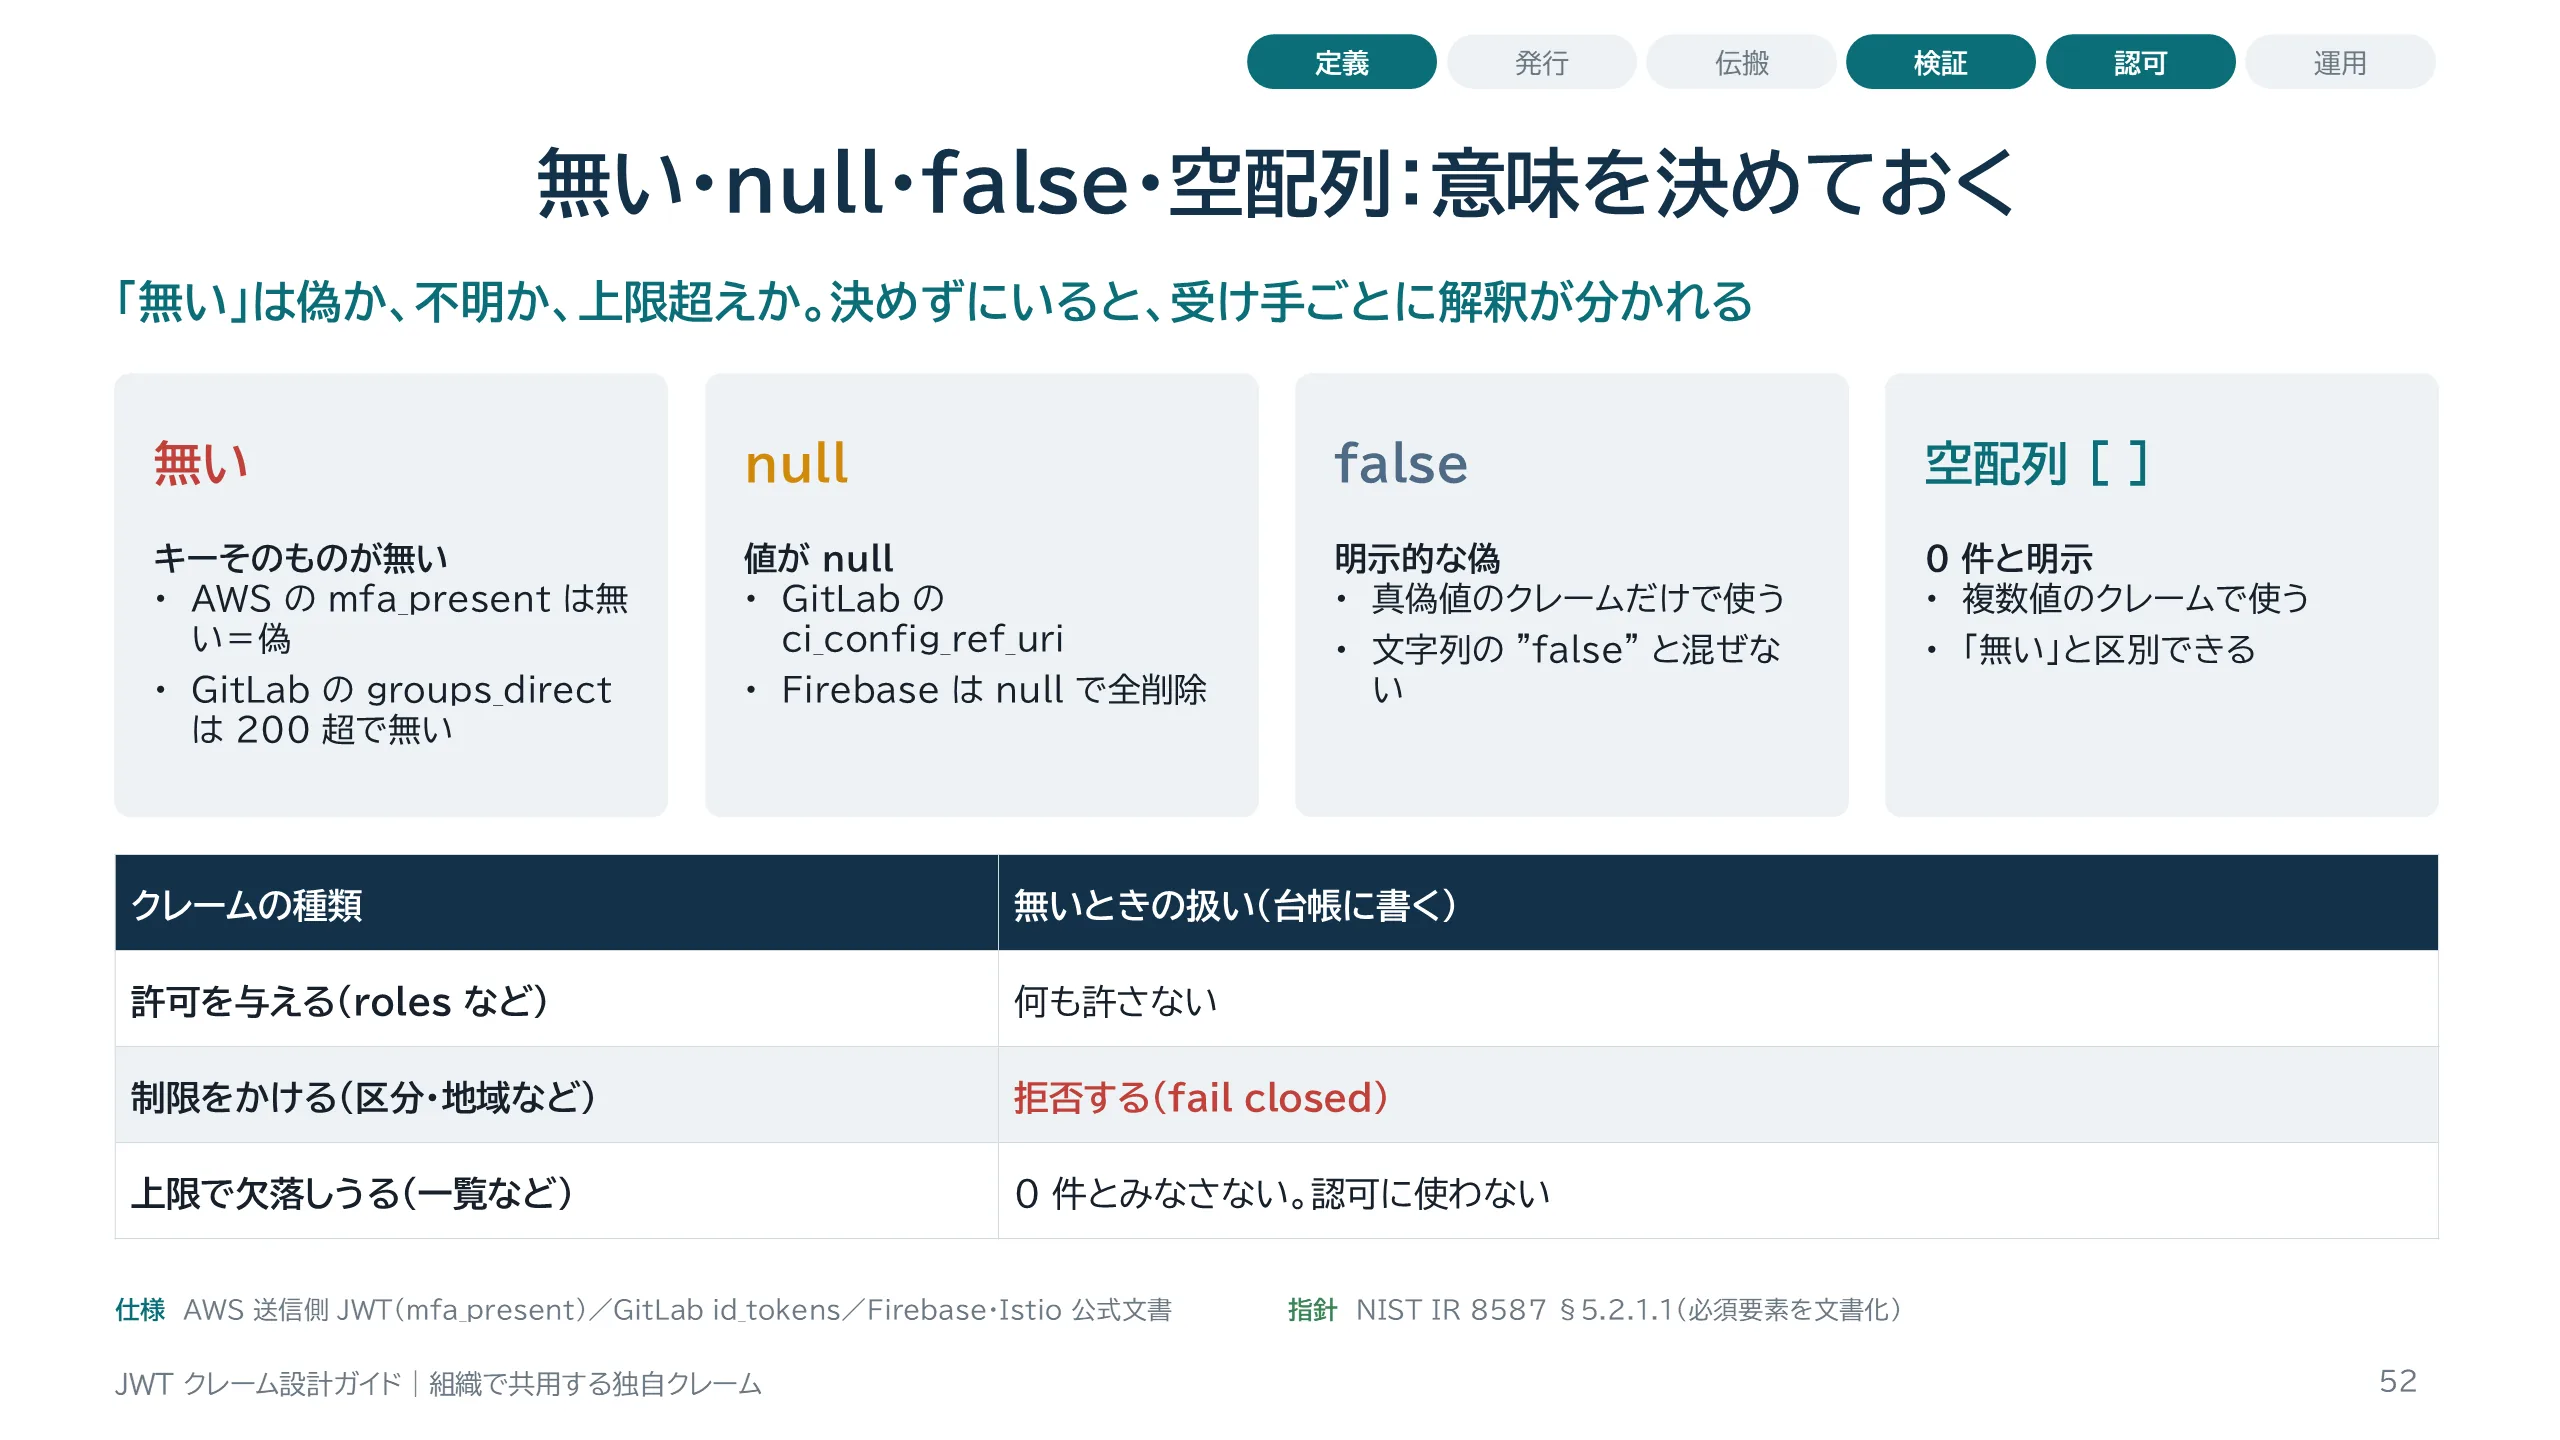 定義 発行 伝搬 検証 認可 運用
無い・null・false・空配列：意味を決めておく
「無い」は偽か、不明か、上限超えか。決めずにいると、受け手ごとに解釈が分かれる
無い
キーそのものが無い
• AWS の mfa_present は無
い＝偽
• GitLab の groups_direct
は 200 超で無い
null
値が null
• GitLab の
ci_config_ref_uri
• Firebase は null で全削除
false
明示的な偽
• 真偽値のクレームだけで使う
• 文字列の ”false” と混ぜな
い
空配列 [ ]
0 件と明示
• 複数値のクレームで使う
• 「無い」と区別できる
クレームの種類 無いときの扱い（台帳に書く）
許可を与える（roles など） 何も許さない
制限をかける（区分・地域など） 拒否する（fail closed）
上限で欠落しうる（一覧など） 0 件とみなさない。認可に使わない
仕様 AWS 送信側 JWT（mfa_present）／GitLab id_tokens／Firebase・Istio 公式文書 指針 NIST IR 8587 §5.2.1.1（必須要素を文書化）
JWT クレーム設計ガイド｜組織で共用する独自クレーム 52